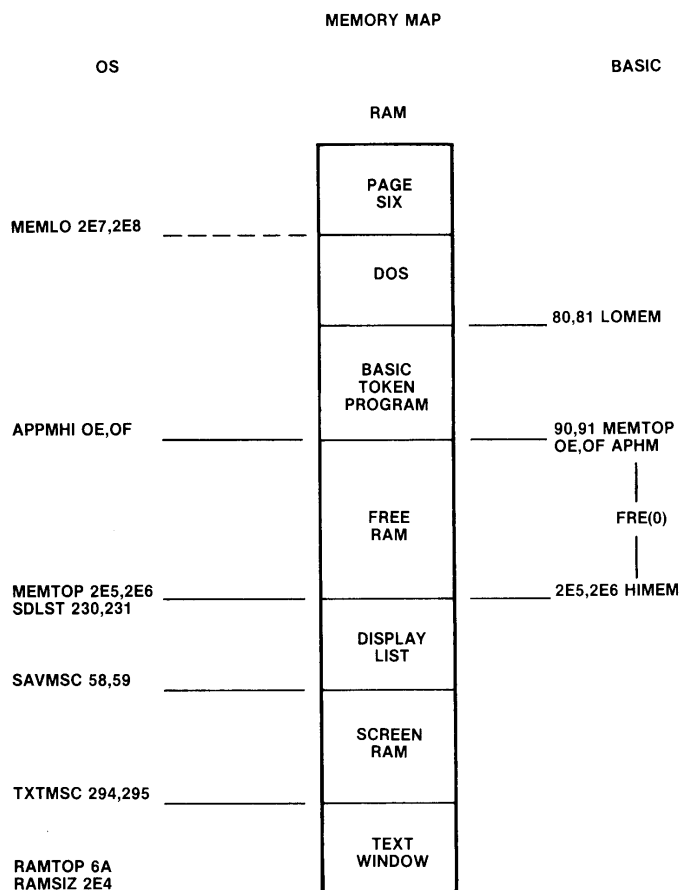 MEMORY MAP
OS
BASIC
RAM
PAGE
SIX
MEMLO 2E7,2E8
DOS
80,81 LOMEM
BASIC
TOKEN
PROGRAM
APPMHI OE,OF
90,91 MEMTOP
OE,OF APHM
FREE
RAM
FRE(0)
MEMTOP 2E5,2E6
SDLST 230,231
2E5,2E6 HIMEM
DISPLAY
LIST
SAVMSC 58,59
SCREEN
RAM
TXTMSC 294,295
TEXT
WINDOW
RAMTOP 6A
RAMSIZ 2E4